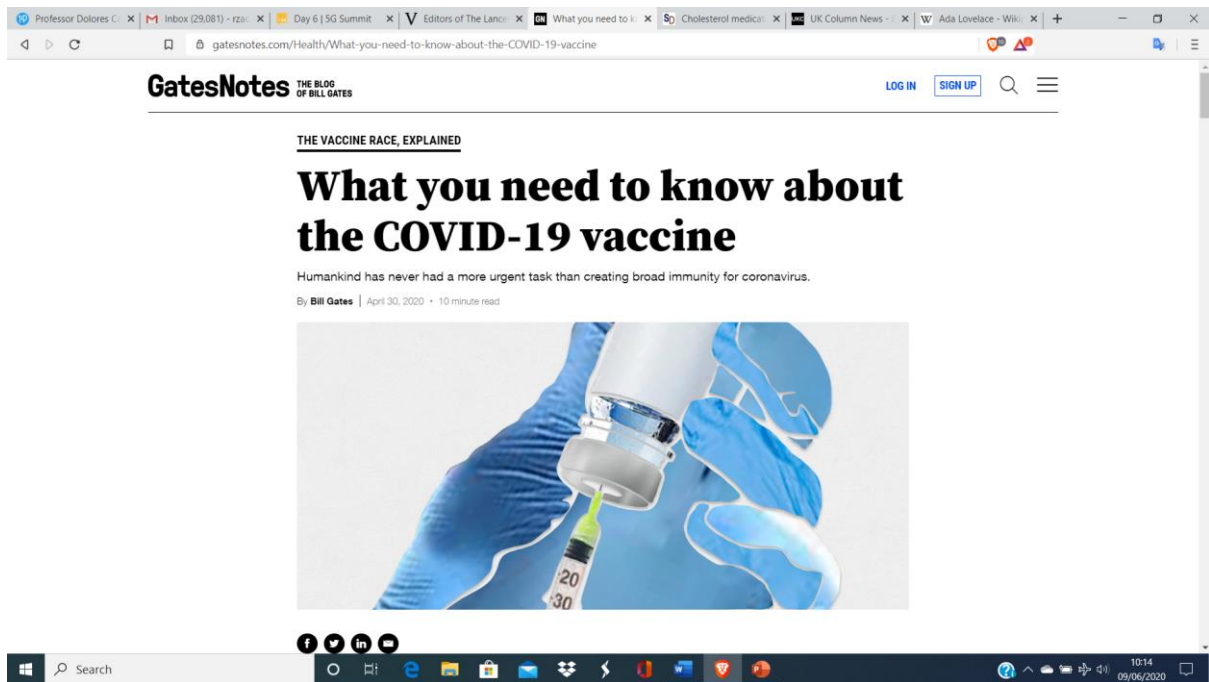 Professor Dolores C
Inbox (29,081) - rzac
Day 6 | 5G Summit
Editors of The Lance
What you need to k
Cholesterol medicat
UK Column News -
Ada Lovelace - Wiki
gatesnotes.com/Health/What-you-need-to-know-about-the-COVID-19-vaccine
GatesNotes THE BLOG
OF BILL GATES
LOG IN
SIGN UP
THE VACCINE RACE, EXPLAINED
What you need to know about
the COVID-19 vaccine
Humankind has never had a more urgent task than creating broad immunity for coronavirus.
By Bill Gates | April 30, 2020 • 10 minute read
20
30
Search
10:14
09/06/2020